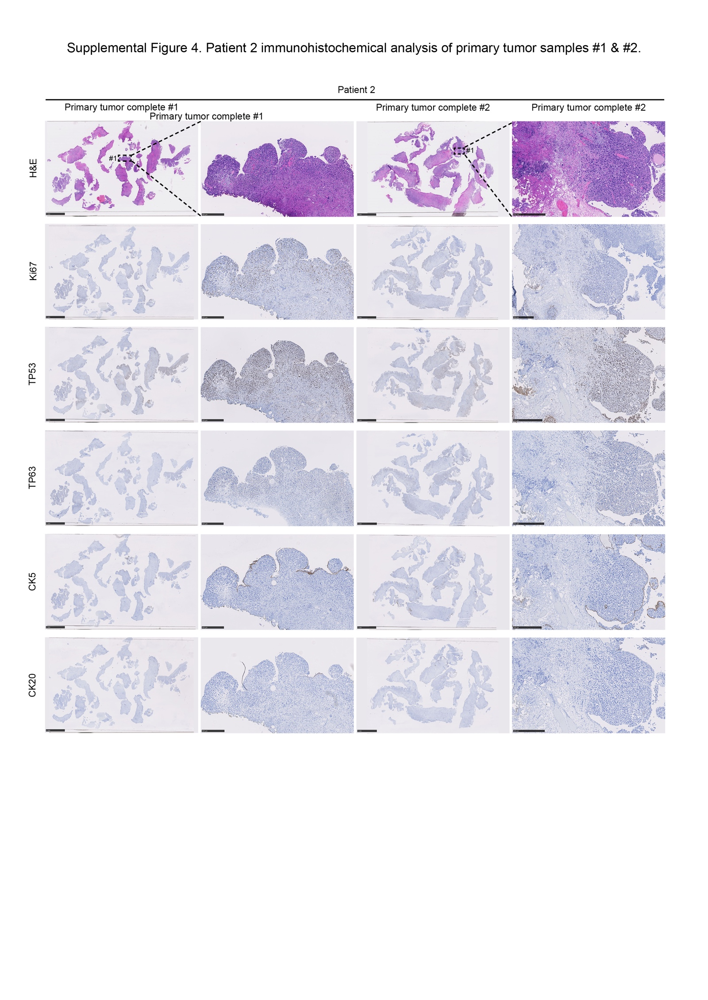 Supplemental Figure 4. Patient 2 immunohistochemical analysis of primary tumor samples #1 & #2.
Patient 2
Primary tumor complete #1
Primary tumor complete #1
Primary tumor complete #2
Primary tumor complete #2
H&E
#1
#1
Ki67
TP53
TP63
CK5
CK20